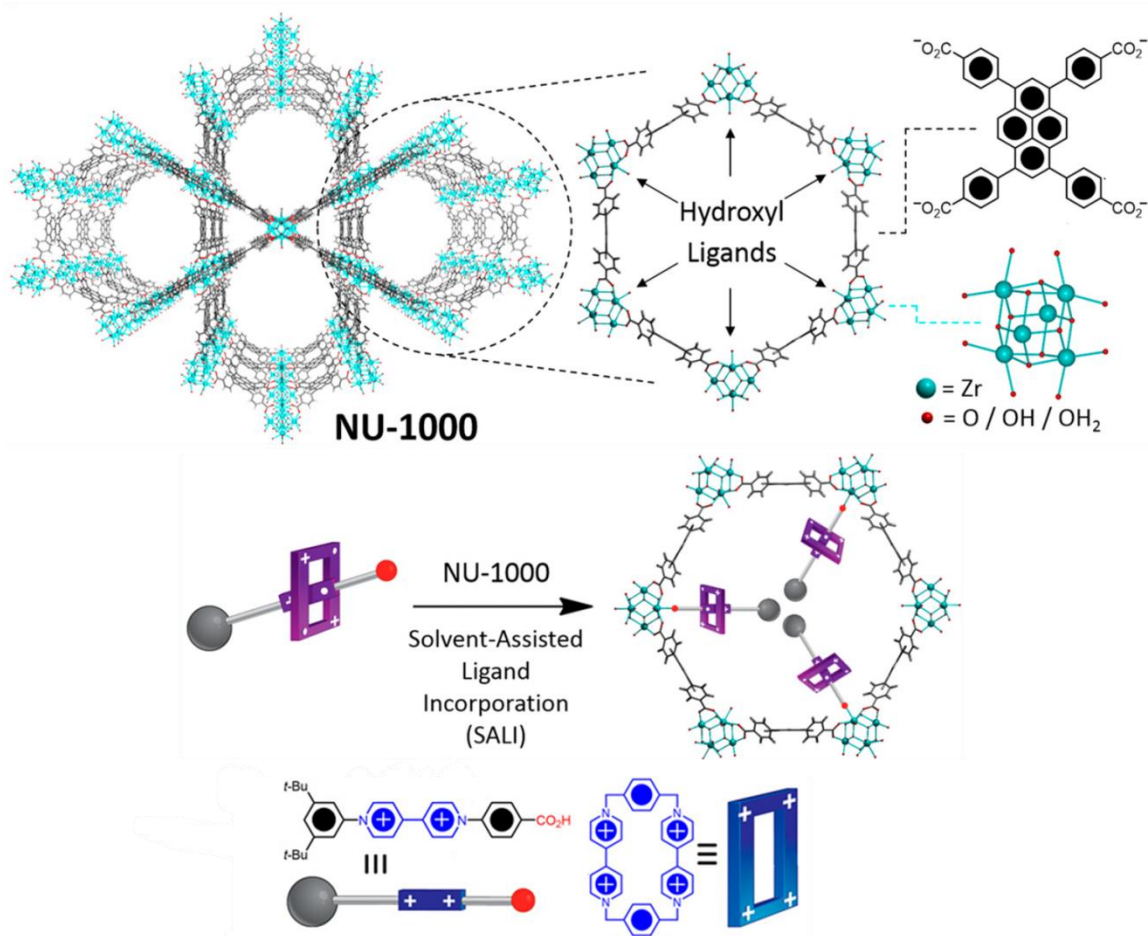 ⁻O₂C
CO₂⁻
Hydroxyl
Ligands
⁻O₂C
CO₂⁻
= Zr
= O / OH / OH₂
NU-1000
NU-1000
Solvent-Assisted
Ligand
Incorporation
(SALI)
+
+
t-Bu
N
+
+
N
CO₂H
t-Bu
+ +
N
N
+
+
+
+
N
N
+
+
+
+